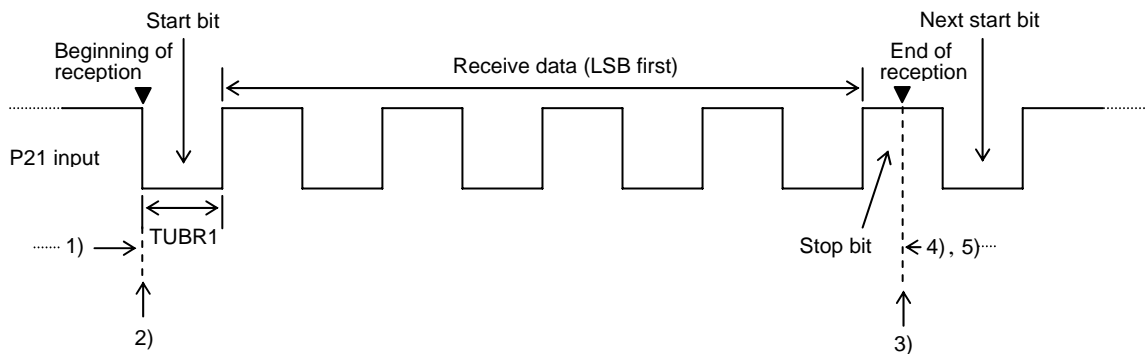 Start bit
Next start bit
Beginning of
reception
Receive data (LSB first)
End of
reception
P21 input
TUBR1
1)
Stop bit
4), 5)
2)
3)